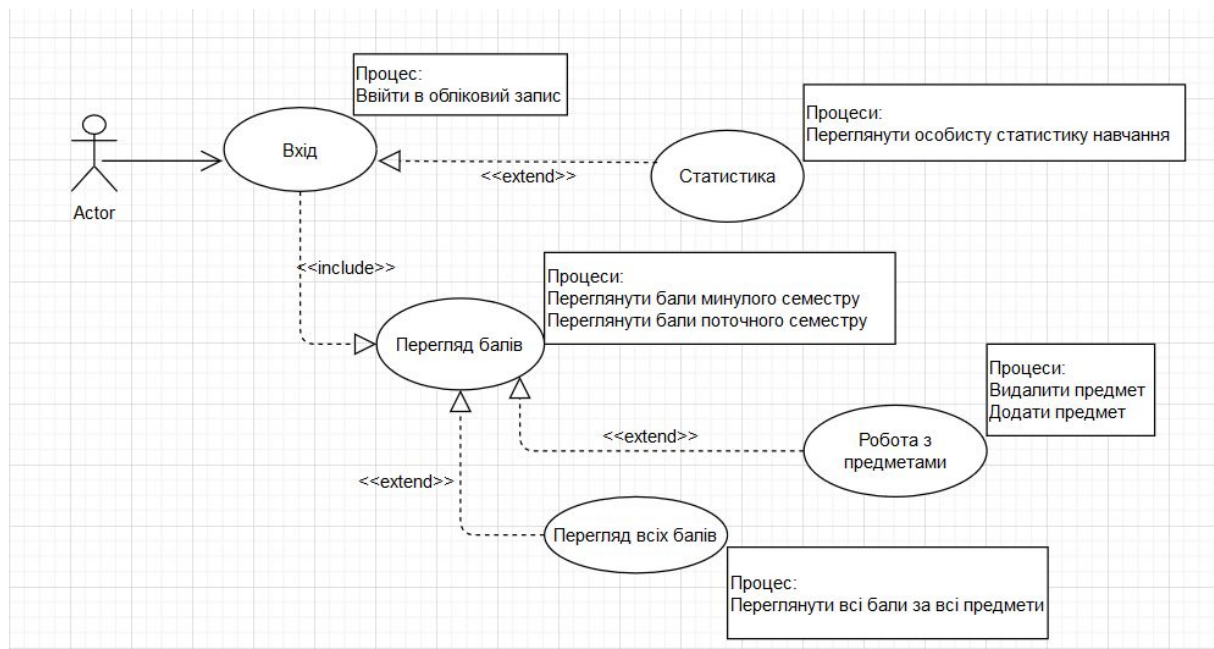 Процес:
Ввійти в обліковий запис
Вхід
Actor
<<extend>>
Процеси:
Переглянути особисту статистику навчання
Статистика
<<include>>
Процеси:
Переглянути бали минулого семестру
Переглянути бали поточного семестру
Перегляд балів
Процеси:
Видалити предмет
Додати предмет
<<extend>>
Робота з
предметами
<<extend>>
Перегляд всіх балів
Процес:
Переглянути всі бали за всі предмети